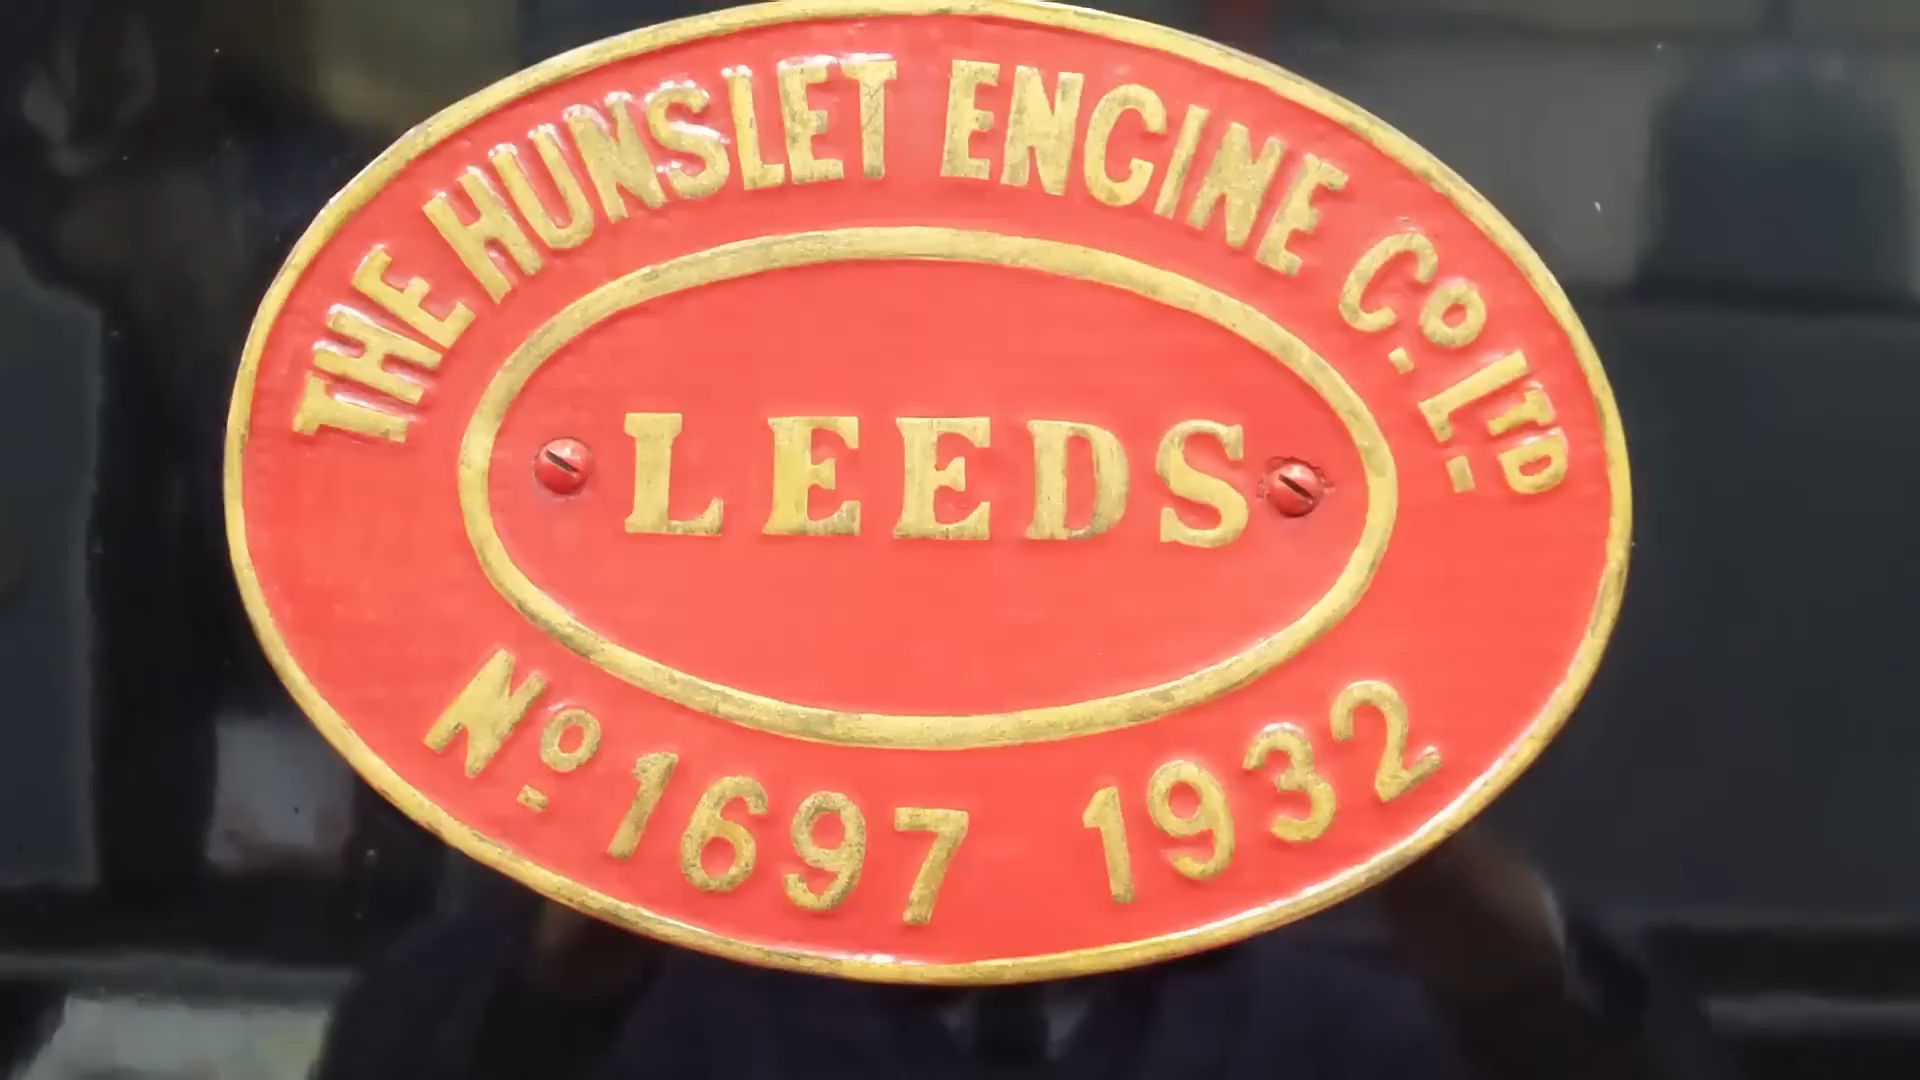 THE HUNSLET ENGINE Co. LTD
LEEDS
No 1697 1932